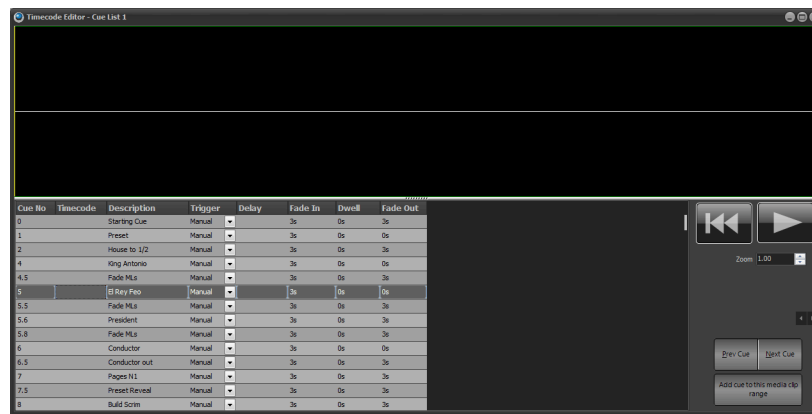 Timecode Editor - Cue List 1
Cue No Timecode Description Trigger Delay Fade In Dwell Fade Out
0 Starting Cue Manual 3s 0s 3s
1 Preset Manual 3s 0s 0s
2 House to 1/2 Manual 3s 0s 3s
4 King Antonio Manual 3s 0s 0s
4.5 Fade MLs Manual 3s 0s 3s
5 El Rey Feo Manual 3s 0s 0s
5.5 Fade MLs Manual 3s 0s 3s
5.6 President Manual 3s 0s 3s
5.8 Fade MLs Manual 3s 0s 3s
6 Conductor Manual 3s 0s 0s
6.5 Conductor out Manual 3s 0s 3s
7 Pages N1 Manual 3s 0s 3s
7.5 Preset Reveal Manual 3s 0s 3s
8 Build Scrim Manual 3s 0s 3s
Zoom 1.00
Prev Cue Next Cue
Add cue to this media clip
range